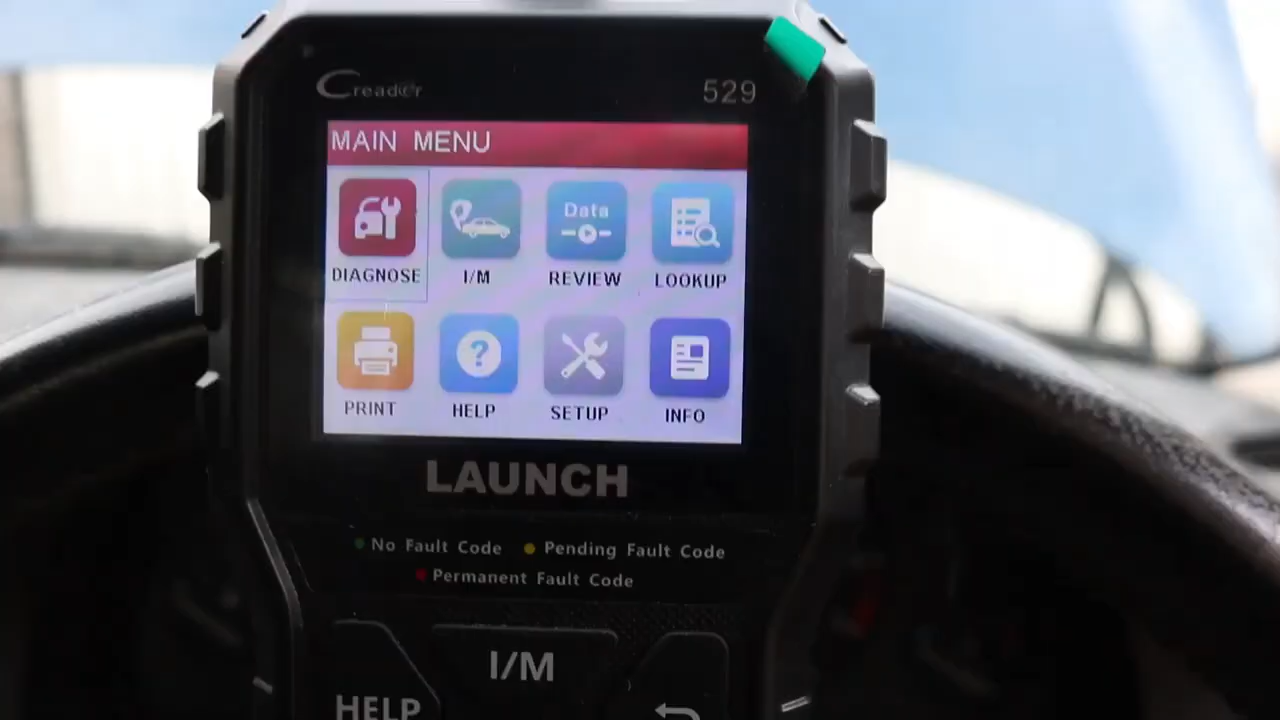 Creader 529
MAIN MENU
Data
DIAGNOSE I/M REVIEW LOOKUP
?
PRINT HELP SETUP INFO
LAUNCH
No Fault Code Pending Fault Code
Permanent Fault Code
I/M
HELP